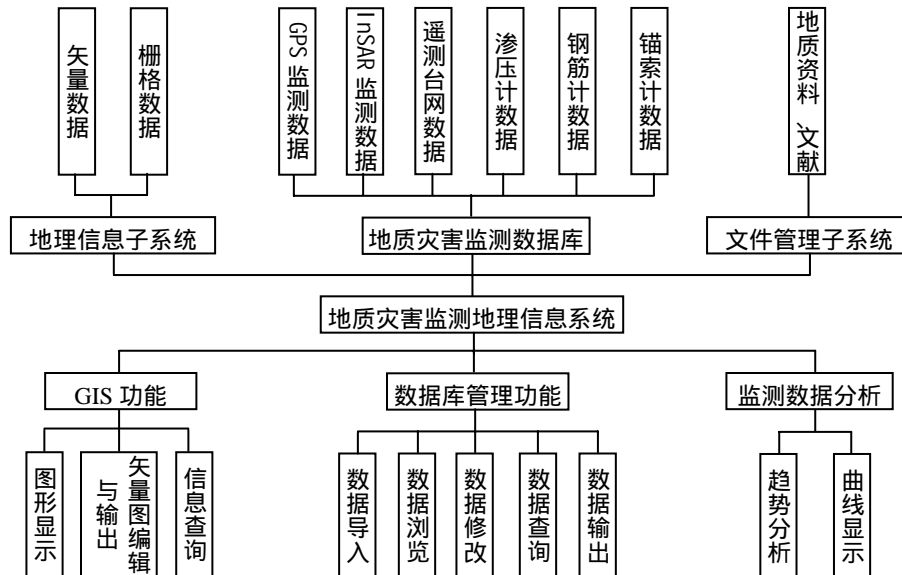 矢量数据
栅格数据
GPS 监测数据
InSAR 监测数据
遥测台网数据
渗压计数据
钢筋计数据
锚索计数据
地质资料、文献
地理信息子系统
地质灾害监测数据库
文件管理子系统
地质灾害监测地理信息系统
GIS 功能
数据库管理功能
监测数据分析
图形显示
矢量图编辑
与输出
信息查询
数据导入
数据浏览
数据修改
数据查询
数据输出
趋势分析
曲线显示